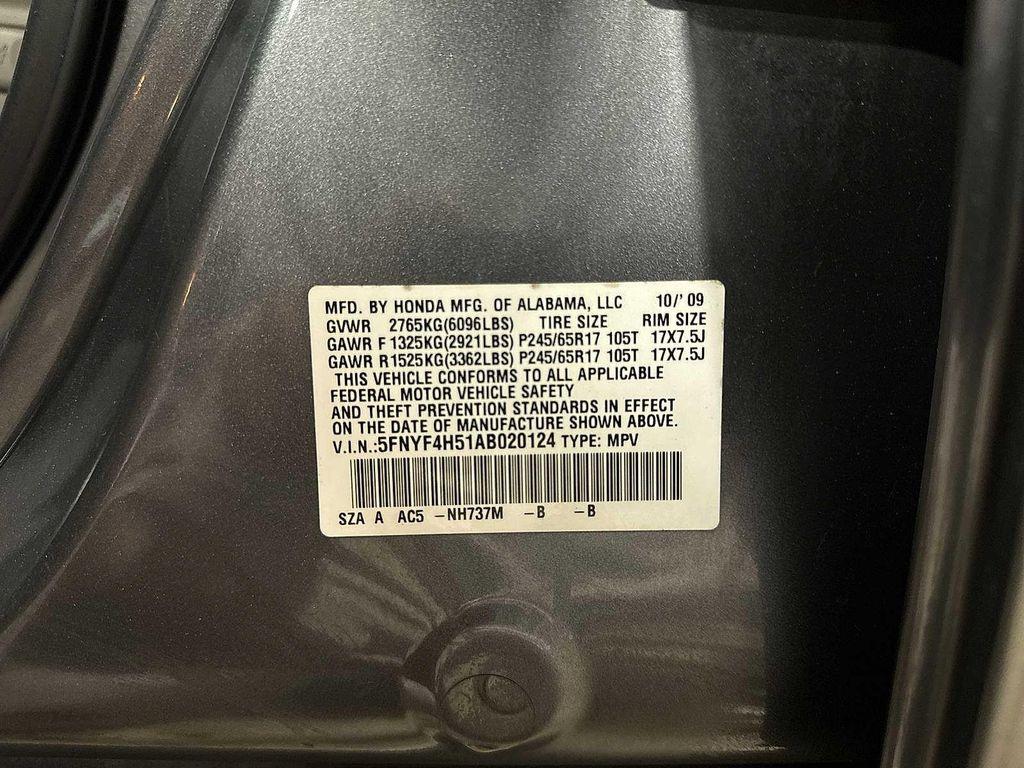 MFD. BY HONDA MFG. OF ALABAMA, LLC 10/' 09
GVWR 2765KG(6096LBS) TIRE SIZE RIM SIZE
GAWR F 1325KG(2921LBS) P245/65R17 105T 17X7.5J
GAWR R 1525KG(3362LBS) P245/65R17 105T 17X7.5J
THIS VEHICLE CONFORMS TO ALL APPLICABLE
FEDERAL MOTOR VEHICLE SAFETY
AND THEFT PREVENTION STANDARDS IN EFFECT
ON THE DATE OF MANUFACTURE SHOWN ABOVE.
V.I.N.:5FNYF4H51AB020124 TYPE: MPV
SZA A AC5 -NH737M -B -B